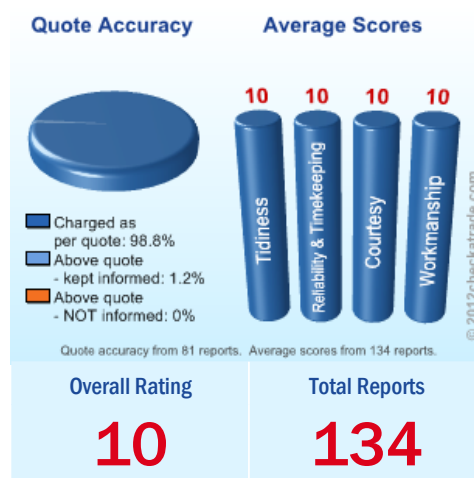 Quote Accuracy
Average Scores
10 10 10 10
Tidiness
Reliability & Timekeeping
Courtesy
Workmanship
Charged as
per quote: 98.8%
Above quote
- kept informed: 1.2%
Above quote
- NOT informed: 0%
© 2012checkatrade.com
Quote accuracy from 81 reports. Average scores from 134 reports.
Overall Rating
10
Total Reports
134